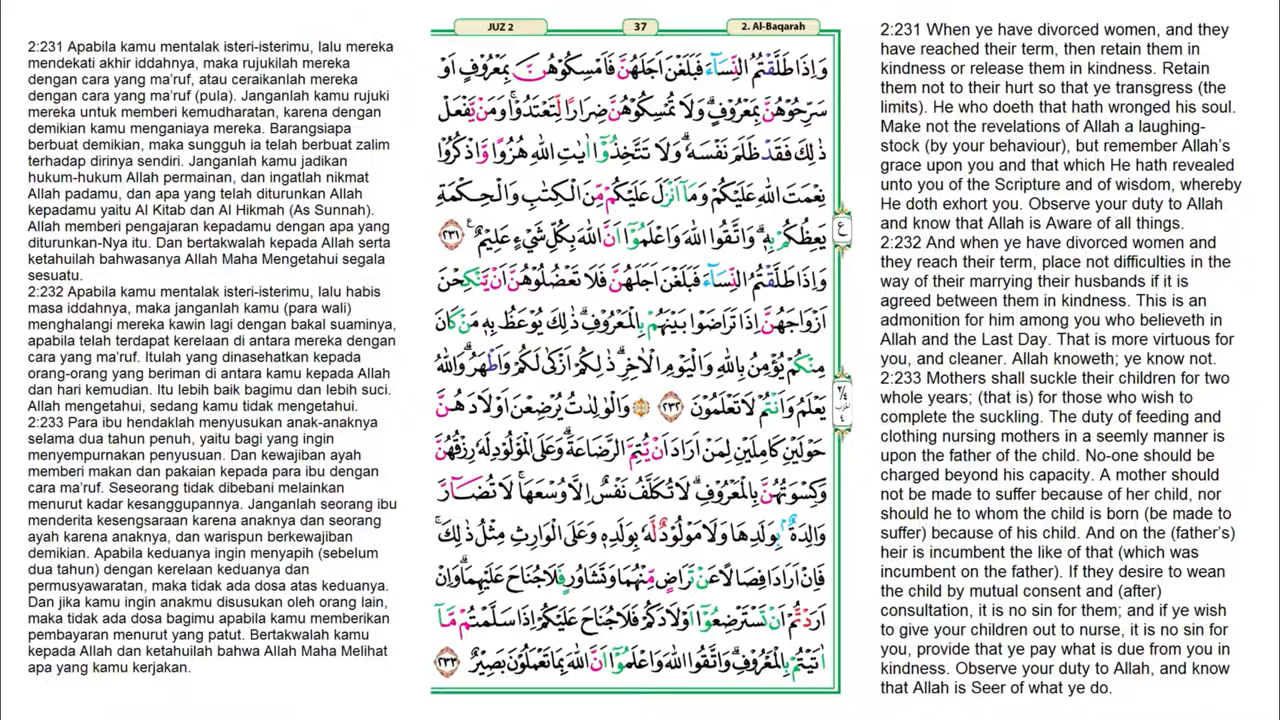 2:231 Apabila kamu mentalak isteri-isterimu, lalu mereka
mendekati akhir iddahnya, maka rujukilah mereka
dengan cara yang ma'ruf, atau ceraikanlah mereka
dengan cara yang ma'ruf (pula). Janganlah kamu rujuki
mereka untuk memberi kemudharatan, karena dengan
demikian kamu menganiaya mereka. Barangsiapa
berbuat demikian, maka sungguh ia telah berbuat zalim
terhadap dirinya sendiri. Janganlah kamu jadikan
hukum-hukum Allah permainan, dan ingatlah nikmat
Allah padamu, dan apa yang telah diturunkan Allah
kepadamu yaitu Al Kitab dan Al Hikmah (As Sunnah).
Allah memberi pengajaran kepadamu dengan apa yang
diturunkan-Nya itu. Dan bertakwalah kepada Allah serta
ketahuilah bahwasanya Allah Maha Mengetahui segala
sesuatu.
2:232 Apabila kamu mentalak isteri-isterimu, lalu habis
masa iddahnya, maka janganlah kamu (para wali)
menghalangi mereka kawin lagi dengan bakal suaminya,
apabila telah terdapat kerelaan di antara mereka dengan
cara yang ma'ruf. Itulah yang dinasehatkan kepada
orang-orang yang beriman di antara kamu kepada Allah
dan hari kemudian. Itu lebih baik bagimu dan lebih suci.
Allah mengetahui, sedang kamu tidak mengetahui.
2:233 Para ibu hendaklah menyusukan anak-anaknya
selama dua tahun penuh, yaitu bagi yang ingin
menyempurnakan penyusuan. Dan kewajiban ayah
memberi makan dan pakaian kepada para ibu dengan
cara ma'ruf. Seseorang tidak dibebani melainkan
menurut kadar kesanggupannya. Janganlah seorang ibu
menderita kesengsaraan karena anaknya dan seorang
ayah karena anaknya, dan warispun berkewajiban
demikian. Apabila keduanya ingin menyapih (sebelum
dua tahun) dengan kerelaan keduanya dan
permusyawaratan, maka tidak ada dosa atas keduanya.
Dan jika kamu ingin anakmu disusukan oleh orang lain,
maka tidak ada dosa bagimu apabila kamu memberikan
pembayaran menurut yang patut. Bertakwalah kamu
kepada Allah dan ketahuilah bahwa Allah Maha Melihat
apa yang kamu kerjakan.
JUZ 2
37
2. Al-Baqarah
وَاِذَا طَلَّقْتُمُ النِّسَاۤءَ فَبَلَغْنَ اَجَلَهُنَّ فَاَمْسِكُوْهُنَّ بِمَعْرُوْفٍ اَوْ
سَرِّحُوْهُنَّ بِمَعْرُوْفٍۗ وَلَا تُمْسِكُوْهُنَّ ضِرَارًا لِّتَعْتَدُوْا ۚ وَمَنْ يَّفْعَلْ
ذٰلِكَ فَقَدْ ظَلَمَ نَفْسَهٗ ۗ وَلَا تَتَّخِذُوْٓا اٰيٰتِ اللّٰهِ هُزُوًا وَّاذْكُرُوْا
نِعْمَتَ اللّٰهِ عَلَيْكُمْ وَمَآ اَنْزَلَ عَلَيْكُمْ مِّنَ الْكِتٰبِ وَالْحِكْمَةِ
يَعِظُكُمْ بِهٖ ۗ وَاتَّقُوا اللّٰهَ وَاعْلَمُوْٓا اَنَّ اللّٰهَ بِكُلِّ شَيْءٍ عَلِيْمٌ ࣖ ٢٣١
وَاِذَا طَلَّقْتُمُ النِّسَاۤءَ فَبَلَغْنَ اَجَلَهُنَّ فَلَا تَعْضُلُوْهُنَّ اَنْ يَّنْكِحْنَ
اَزْوَاجَهُنَّ اِذَا تَرَاضَوْا بَيْنَهُمْ بِالْمَعْرُوْفِ ۗ ذٰلِكَ يُوْعَظُ بِهٖ مَنْ كَانَ
مِنْكُمْ يُؤْمِنُ بِاللّٰهِ وَالْيَوْمِ الْاٰخِرِ ۗ ذٰلِكُمْ اَزْكٰى لَكُمْ وَاَطْهَرُ ۗ وَاللّٰهُ
يَعْلَمُ وَاَنْتُمْ لَا تَعْلَمُوْنَ ٢٣٢ وَالْوَالِدٰتُ يُرْضِعْنَ اَوْلَادَهُنَّ
حَوْلَيْنِ كَامِلَيْنِ لِمَنْ اَرَادَ اَنْ يُّتِمَّ الرَّضَاعَةَ ۗ وَعَلَى الْمَوْلُوْدِ لَهٗ رِزْقُهُنَّ
وَكِسْوَتُهُنَّ بِالْمَعْرُوْفِۗ لَا تُكَلَّفُ نَفْسٌ اِلَّا وُسْعَهَا ۚ لَا تُضَاۤرَّ
وَالِدَةٌ ۢ بِوَلَدِهَا وَلَا مَوْلُوْدٌ لَّهٗ بِوَلَدِهٖ وَعَلَى الْوَارِثِ مِثْلُ ذٰلِكَ ۚ
فَاِنْ اَرَادَا فِصَالًا عَنْ تَرَاضٍ مِّنْهُمَا وَتَشَاوُرٍ فَلَا جُنَاحَ عَلَيْهِمَا ۗ وَاِنْ
اَرَدْتُّمْ اَنْ تَسْتَرْضِعُوْٓا اَوْلَادَكُمْ فَلَا جُنَاحَ عَلَيْكُمْ اِذَا سَلَّمْتُمْ مَّآ
اٰتَيْتُمْ بِالْمَعْرُوْفِۗ وَاتَّقُوا اللّٰهَ وَاعْلَمُوْٓا اَنَّ اللّٰهَ بِمَا تَعْمَلُوْنَ بَصِيْرٌ ٢٣٣
ع
٢/٤
الحزب
٤
2:231 When ye have divorced women, and they
have reached their term, then retain them in
kindness or release them in kindness. Retain
them not to their hurt so that ye transgress (the
limits). He who doeth that hath wronged his soul.
Make not the revelations of Allah a laughing-
stock (by your behaviour), but remember Allah's
grace upon you and that which He hath revealed
unto you of the Scripture and of wisdom, whereby
He doth exhort you. Observe your duty to Allah
and know that Allah is Aware of all things.
2:232 And when ye have divorced women and
they reach their term, place not difficulties in the
way of their marrying their husbands if it is
agreed between them in kindness. This is an
admonition for him among you who believeth in
Allah and the Last Day. That is more virtuous for
you, and cleaner. Allah knoweth; ye know not.
2:233 Mothers shall suckle their children for two
whole years; (that is) for those who wish to
complete the suckling. The duty of feeding and
clothing nursing mothers in a seemly manner is
upon the father of the child. No-one should be
charged beyond his capacity. A mother should
not be made to suffer because of her child, nor
should he to whom the child is born (be made to
suffer) because of his child. And on the (father's)
heir is incumbent the like of that (which was
incumbent on the father). If they desire to wean
the child by mutual consent and (after)
consultation, it is no sin for them; and if ye wish
to give your children out to nurse, it is no sin for
you, provide that ye pay what is due from you in
kindness. Observe your duty to Allah, and know
that Allah is Seer of what ye do.